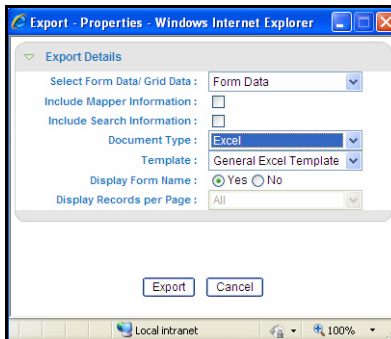 Export - Properties - Windows Internet Explorer
Export Details
Select Form Data/ Grid Data : Form Data
Include Mapper Information :
Include Search Information :
Document Type : Excel
Template : General Excel Template
Display Form Name : Yes No
Display Records per Page : All
Export Cancel
Local intranet 100%